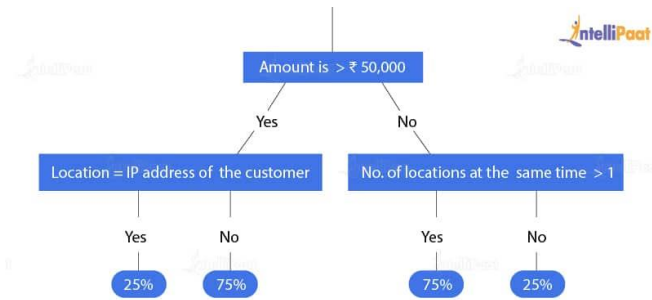 intelliPaat
Amount is > ₹ 50,000
Yes
No
Location = IP address of the customer
No. of locations at the same time > 1
Yes
No
Yes
No
25%
75%
75%
25%